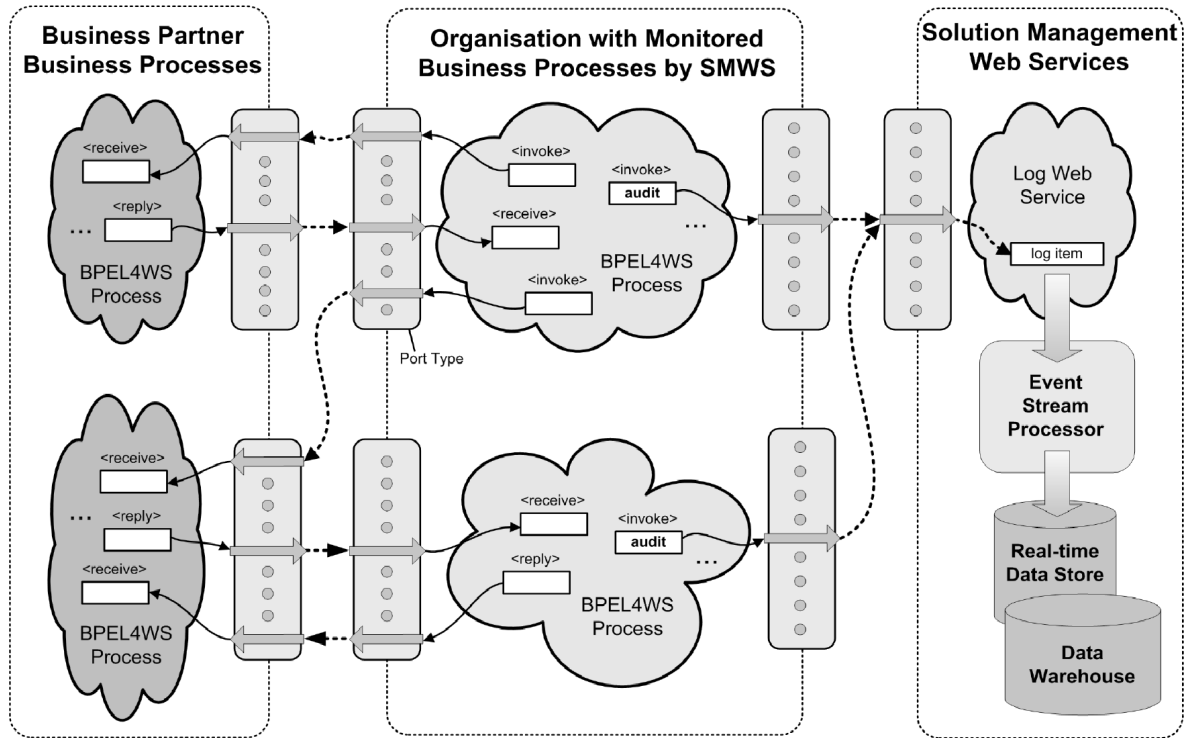 Business Partner
Business Processes
Organisation with Monitored
Business Processes by SMWS
Solution Management
Web Services
<receive>
<reply>
...
BPEL4WS
Process
<invoke>
<invoke>
audit
<receive>
...
<invoke>
BPEL4WS
Process
Port Type
Log Web
Service
log item
Event
Stream
Processor
Real-time
Data Store
Data
Warehouse
<receive>
...
<reply>
<receive>
BPEL4WS
Process
<receive>
<invoke>
audit
...
<reply>
BPEL4WS
Process